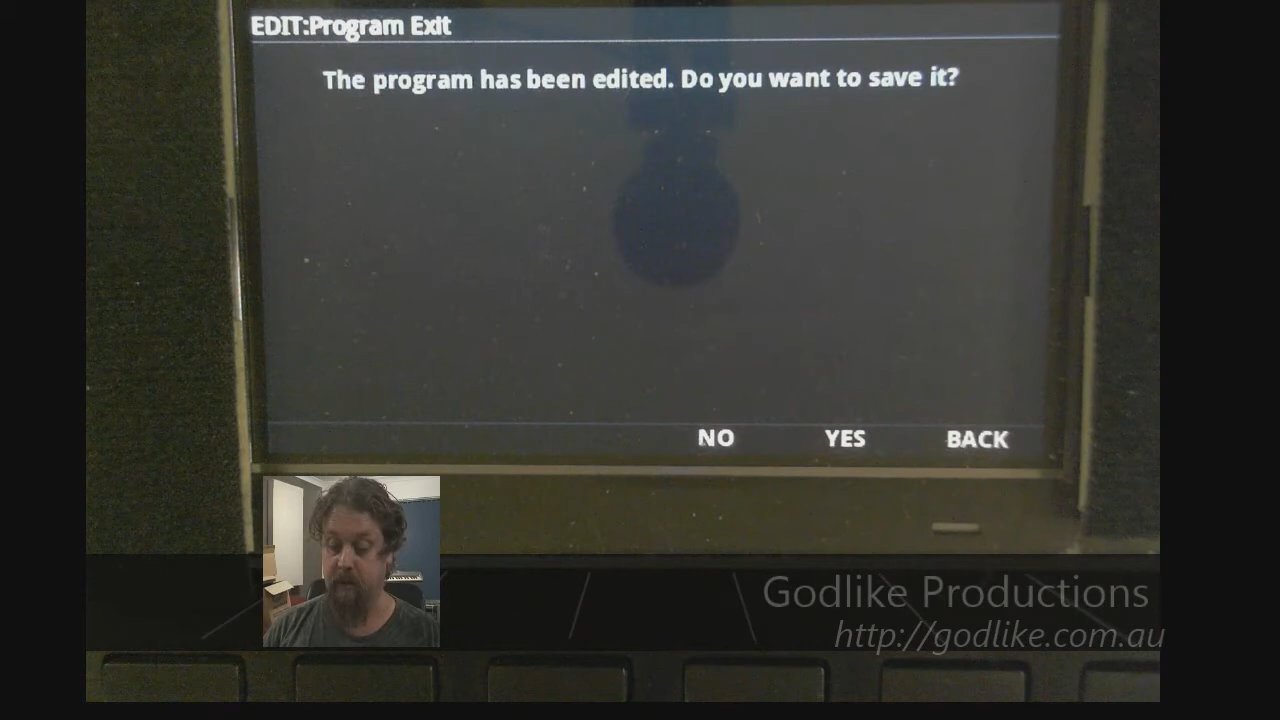 EDIT:Program Exit
The program has been edited. Do you want to save it?
NO YES BACK
Godlike Productions
http://godlike.com.au